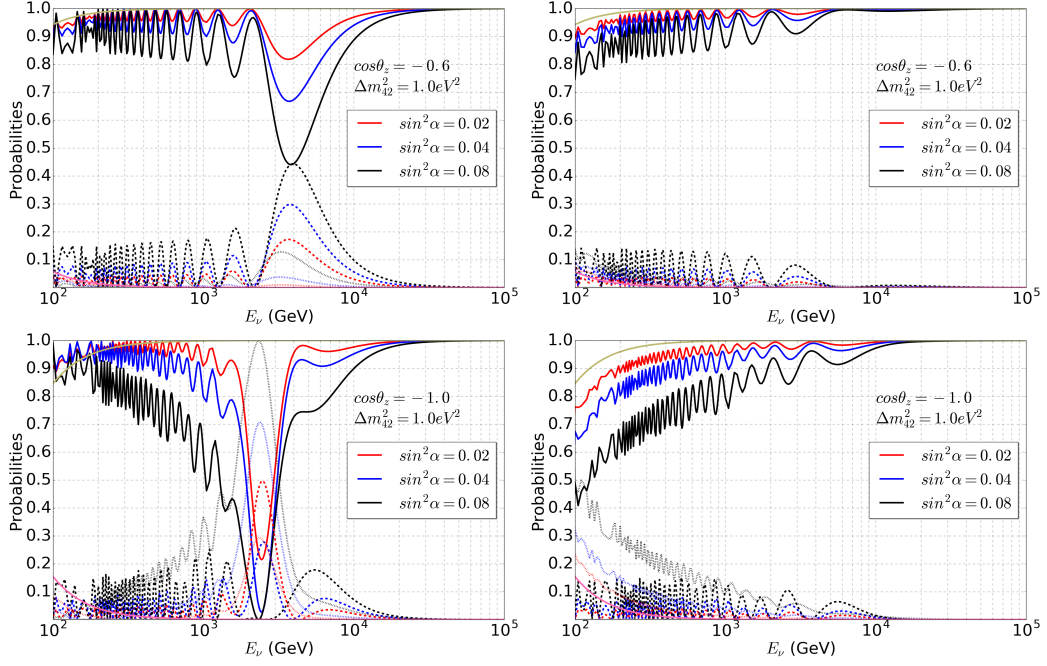 1.0
0.9
0.8
0.7
0.6
0.5
0.4
0.3
0.2
0.1
Probabilities
cosθ_z = −0.6
Δm²₄₂ = 1.0eV²
sin²α = 0.02
sin²α = 0.04
sin²α = 0.08
10² 10³ 10⁴ 10⁵
E_ν (GeV)
1.0
0.9
0.8
0.7
0.6
0.5
0.4
0.3
0.2
0.1
Probabilities
cosθ_z = −0.6
Δm²₄₂ = 1.0eV²
sin²α = 0.02
sin²α = 0.04
sin²α = 0.08
10² 10³ 10⁴ 10⁵
E_ν (GeV)
1.0
0.9
0.8
0.7
0.6
0.5
0.4
0.3
0.2
0.1
Probabilities
cosθ_z = −1.0
Δm²₄₂ = 1.0eV²
sin²α = 0.02
sin²α = 0.04
sin²α = 0.08
10² 10³ 10⁴ 10⁵
E_ν (GeV)
1.0
0.9
0.8
0.7
0.6
0.5
0.4
0.3
0.2
0.1
Probabilities
cosθ_z = −1.0
Δm²₄₂ = 1.0eV²
sin²α = 0.02
sin²α = 0.04
sin²α = 0.08
10² 10³ 10⁴ 10⁵
E_ν (GeV)